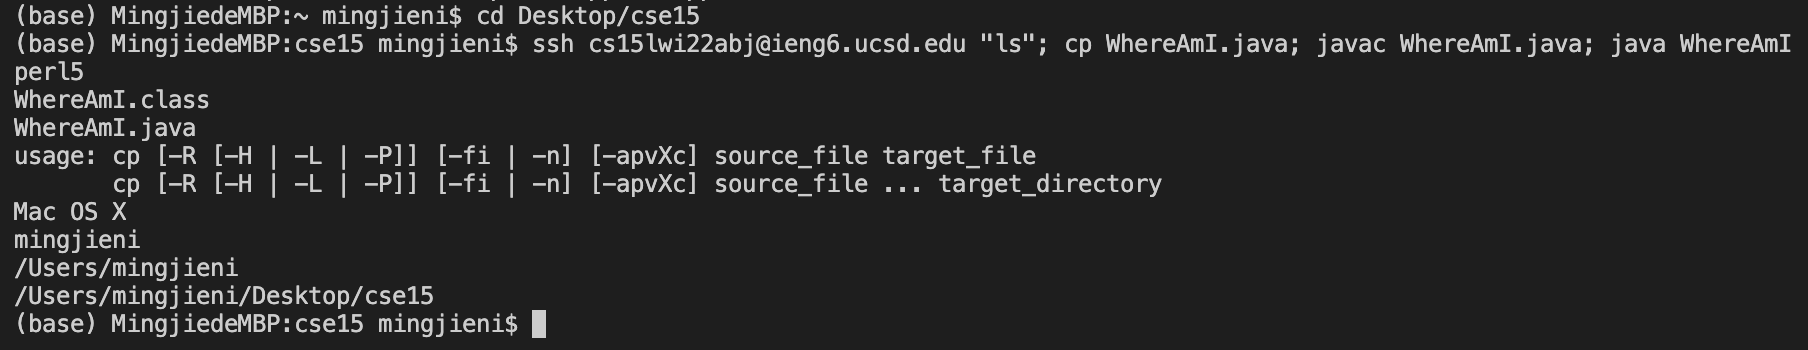 (base) MingjiedeMBP:~ mingjieni$ cd Desktop/cse15
(base) MingjiedeMBP:cse15 mingjieni$ ssh cs15lwi22abj@ieng6.ucsd.edu "ls"; cp WhereAmI.java; javac WhereAmI.java; java WhereAmI
perl5
WhereAmI.class
WhereAmI.java
usage: cp [-R [-H | -L | -P]] [-fi | -n] [-apvXc] source_file target_file
       cp [-R [-H | -L | -P]] [-fi | -n] [-apvXc] source_file ... target_directory
Mac OS X
mingjieni
/Users/mingjieni
/Users/mingjieni/Desktop/cse15
(base) MingjiedeMBP:cse15 mingjieni$